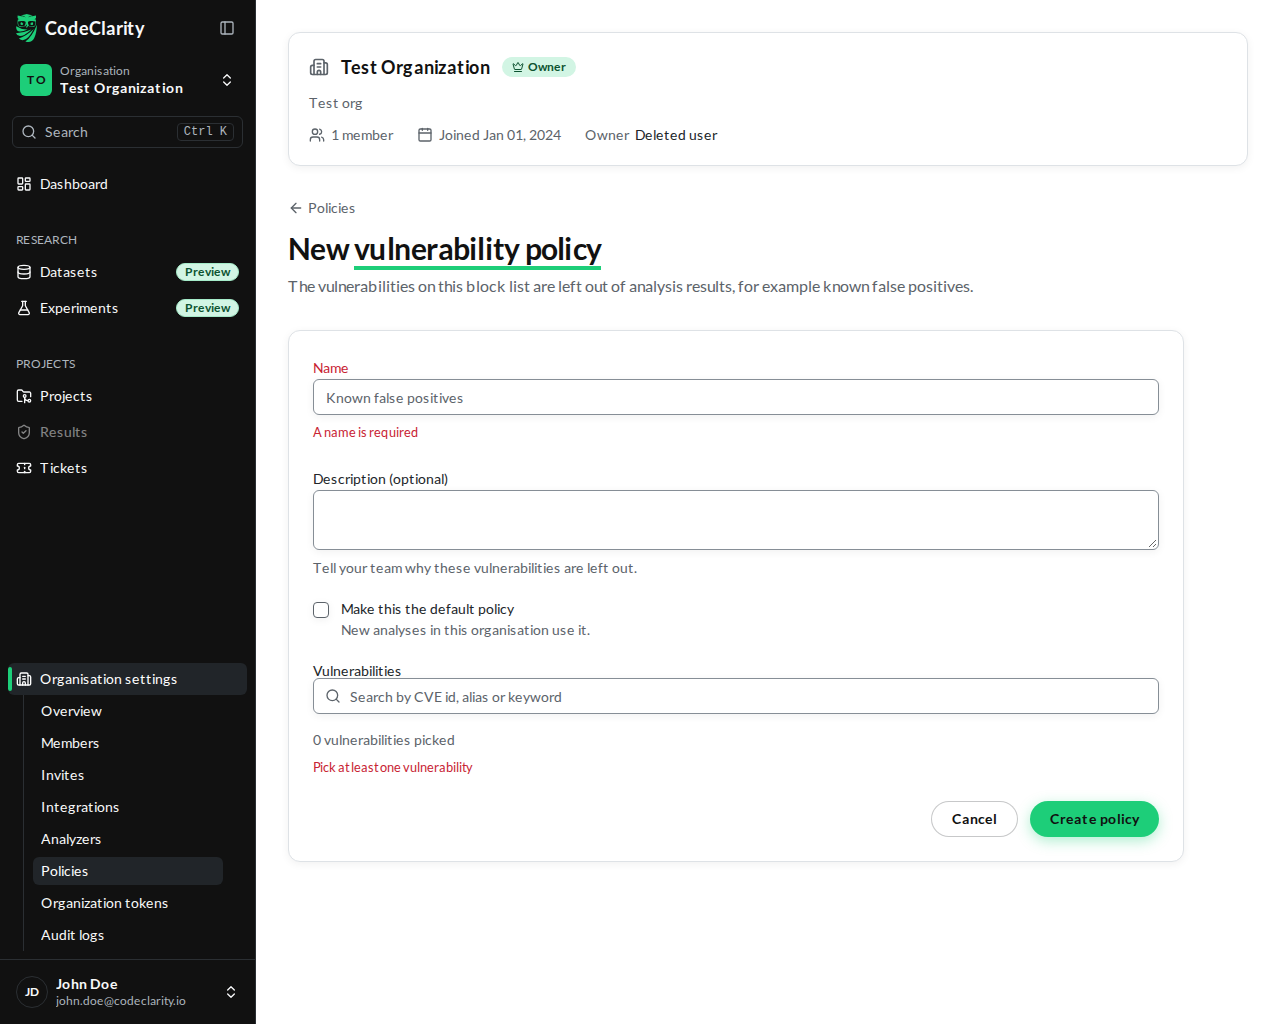 CodeClarity
TO
Organisation
Test Organization
Search
Ctrl K
Dashboard
RESEARCH
Datasets
Preview
Experiments
Preview
PROJECTS
Projects
Results
Tickets
Organisation settings
Overview
Members
Invites
Integrations
Analyzers
Policies
Organization tokens
Audit logs
JD
John Doe
john.doe@codeclarity.io
Test Organization
Owner
Test org
1 member
Joined Jan 01, 2024
Owner Deleted user
Policies
New vulnerability policy
The vulnerabilities on this block list are left out of analysis results, for example known false positives.
Name
Known false positives
A name is required
Description (optional)
Tell your team why these vulnerabilities are left out.
Make this the default policy
New analyses in this organisation use it.
Vulnerabilities
Search by CVE id, alias or keyword
0 vulnerabilities picked
Pick at least one vulnerability
Cancel
Create policy